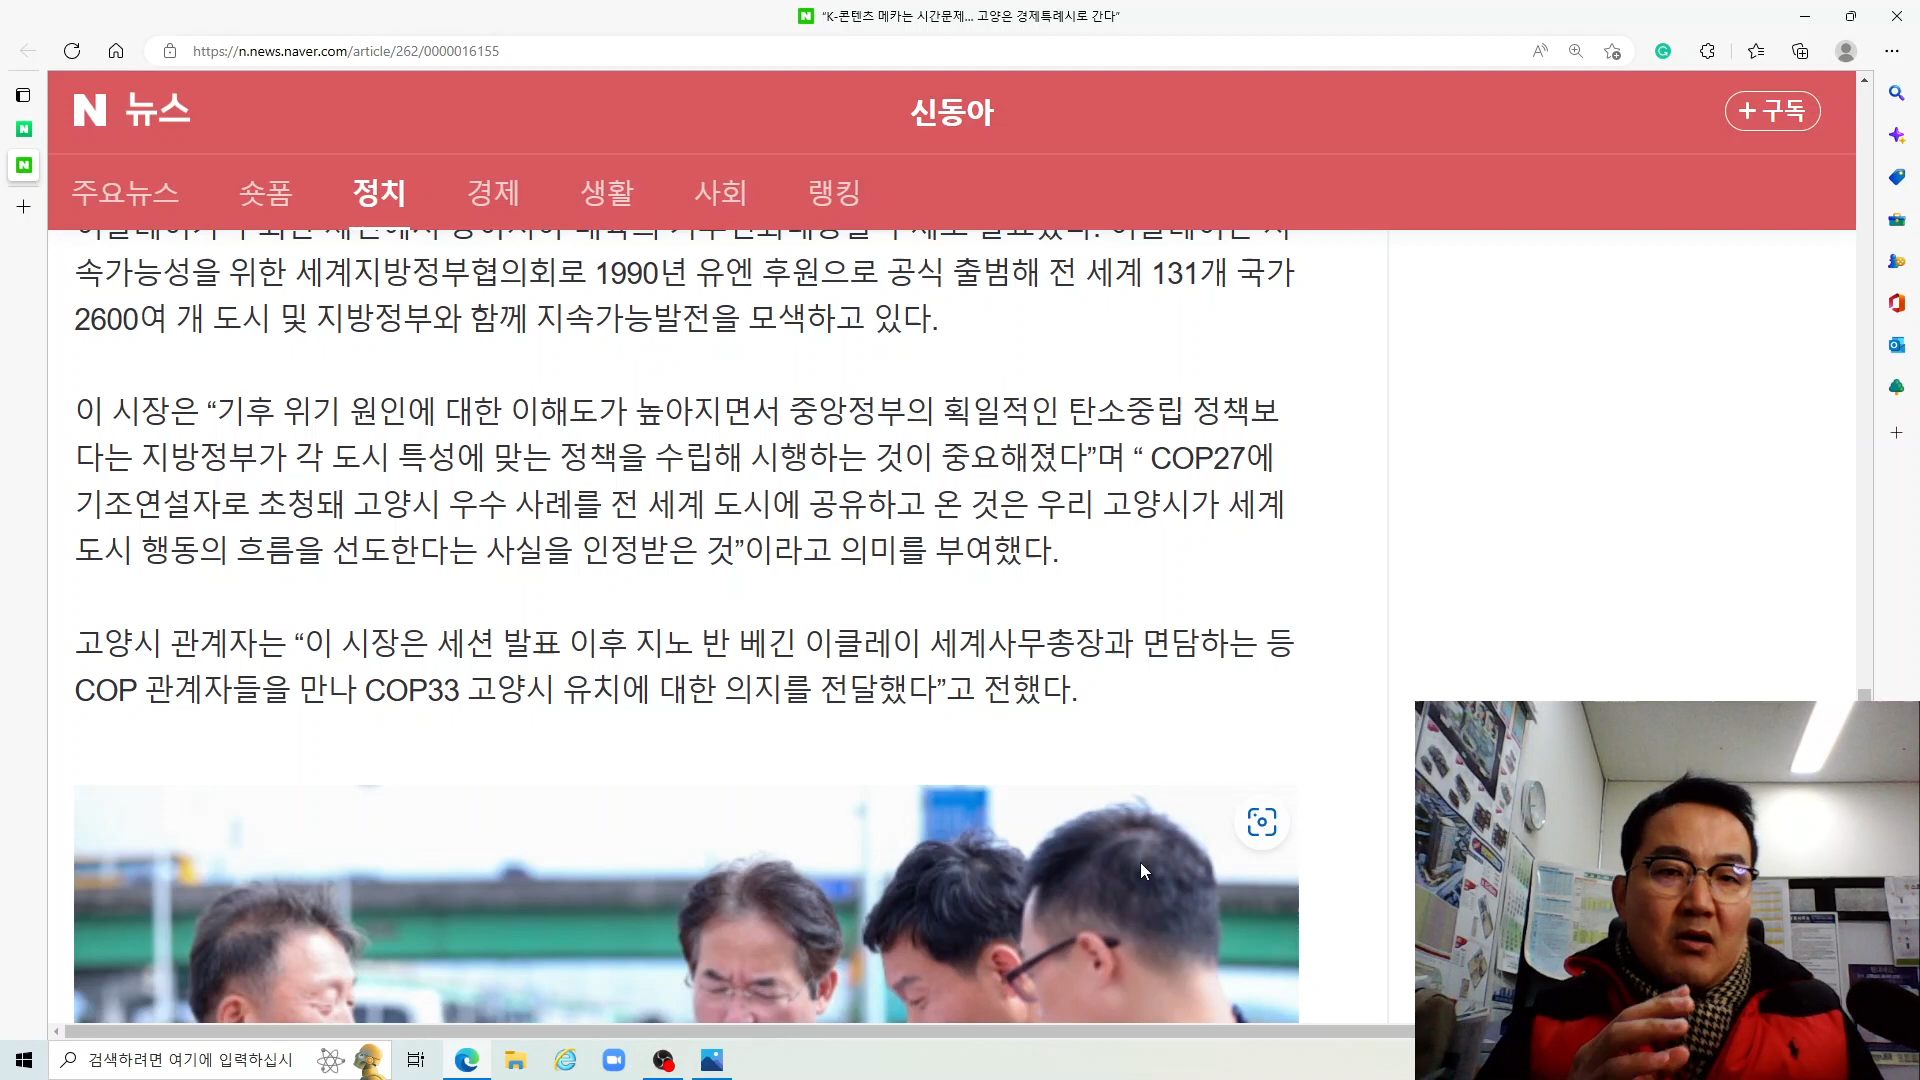 “K-콘텐츠 메카는 시간문제... 고양은 경제특례시로 간다”
https://n.news.naver.com/article/262/0000016155
N 뉴스
신동아
+ 구독
주요뉴스 숏폼 정치 경제 생활 사회 랭킹
속가능성을 위한 세계지방정부협의회로 1990년 유엔 후원으로 공식 출범해 전 세계 131개 국가
2600여 개 도시 및 지방정부와 함께 지속가능발전을 모색하고 있다.
이 시장은 “기후 위기 원인에 대한 이해도가 높아지면서 중앙정부의 획일적인 탄소중립 정책보
다는 지방정부가 각 도시 특성에 맞는 정책을 수립해 시행하는 것이 중요해졌다”며 “ COP27에
기조연설자로 초청돼 고양시 우수 사례를 전 세계 도시에 공유하고 온 것은 우리 고양시가 세계
도시 행동의 흐름을 선도한다는 사실을 인정받은 것”이라고 의미를 부여했다.
고양시 관계자는 “이 시장은 세션 발표 이후 지노 반 베긴 이클레이 세계사무총장과 면담하는 등
COP 관계자들을 만나 COP33 고양시 유치에 대한 의지를 전달했다”고 전했다.
검색하려면 여기에 입력하십시